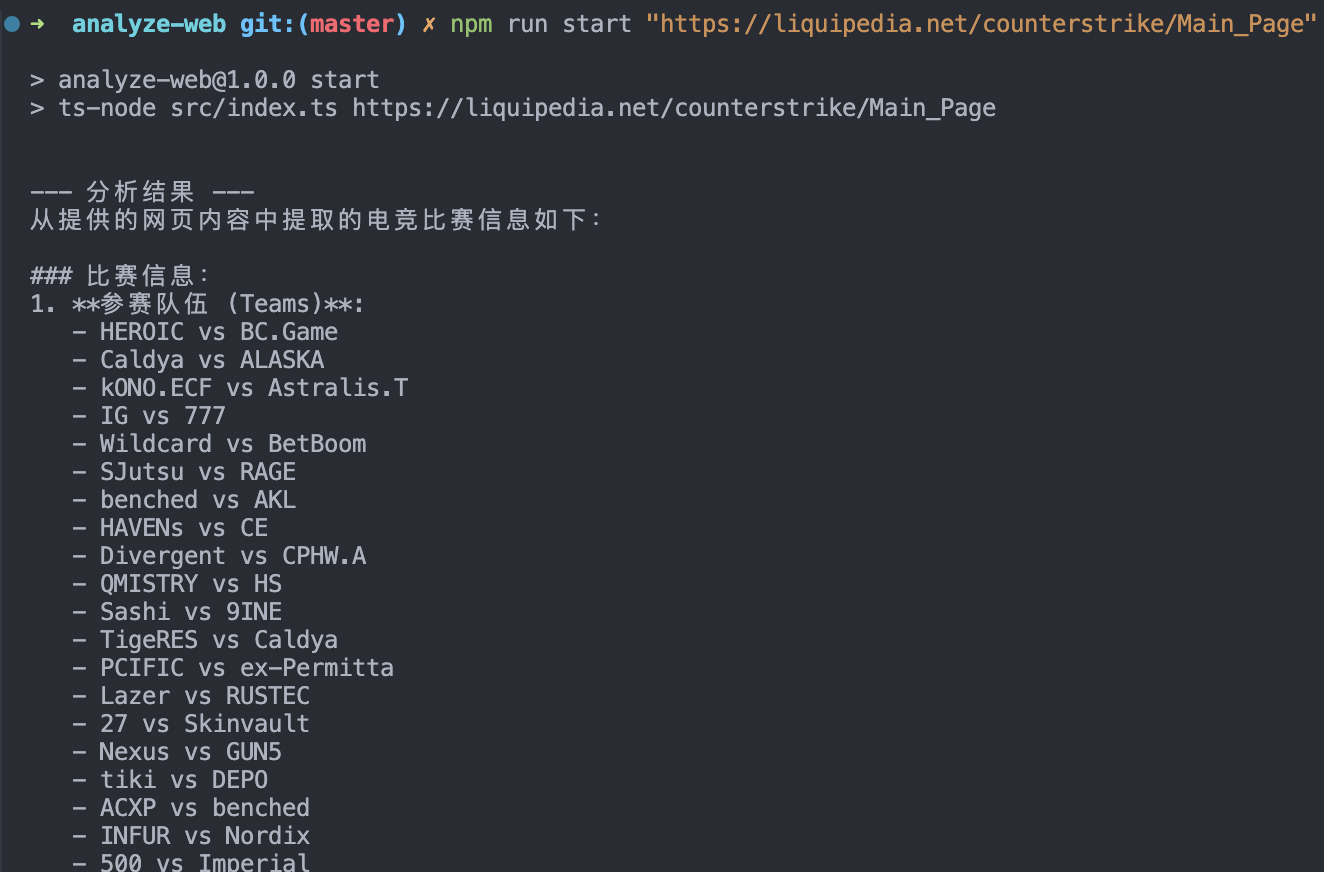 ➜ analyze-web git:(master) ✗ npm run start "https://liquipedia.net/counterstrike/Main_Page"
> analyze-web@1.0.0 start
> ts-node src/index.ts https://liquipedia.net/counterstrike/Main_Page
--- 分析结果 ---
从提供的网页内容中提取的电竞比赛信息如下：
### 比赛信息：
1. **参赛队伍 (Teams)**:
- HEROIC vs BC.Game
- Caldya vs ALASKA
- kONO.ECF vs Astralis.T
- IG vs 777
- Wildcard vs BetBoom
- SJutsu vs RAGE
- benched vs AKL
- HAVENs vs CE
- Divergent vs CPHW.A
- QMISTRY vs HS
- Sashi vs 9INE
- TigeRES vs Caldya
- PCIFIC vs ex-Permitta
- Lazer vs RUSTEC
- 27 vs Skinvault
- Nexus vs GUN5
- tiki vs DEPO
- ACXP vs benched
- INFUR vs Nordix
- 500 vs Imperial